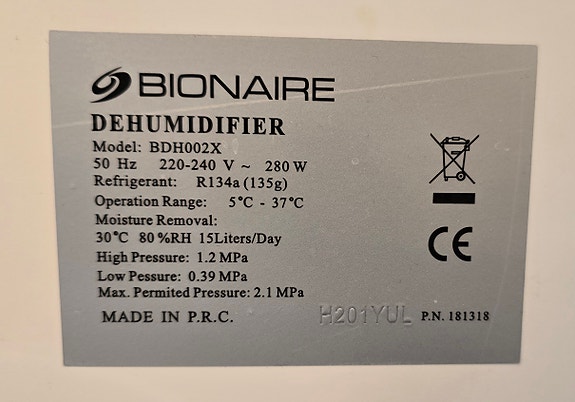 BIONAIRE
DEHUMIDIFIER
Model: BDH002X
50 Hz 220-240 V ~ 280 W
Refrigerant: R134a (135g)
Operation Range: 5°C - 37°C
Moisture Removal:
30°C 80%RH 15Liters/Day
High Pressure: 1.2 MPa
Low Pessure: 0.39 MPa
Max. Permited Pressure: 2.1 MPa
MADE IN P.R.C. H201YUL P.N. 181318
CE